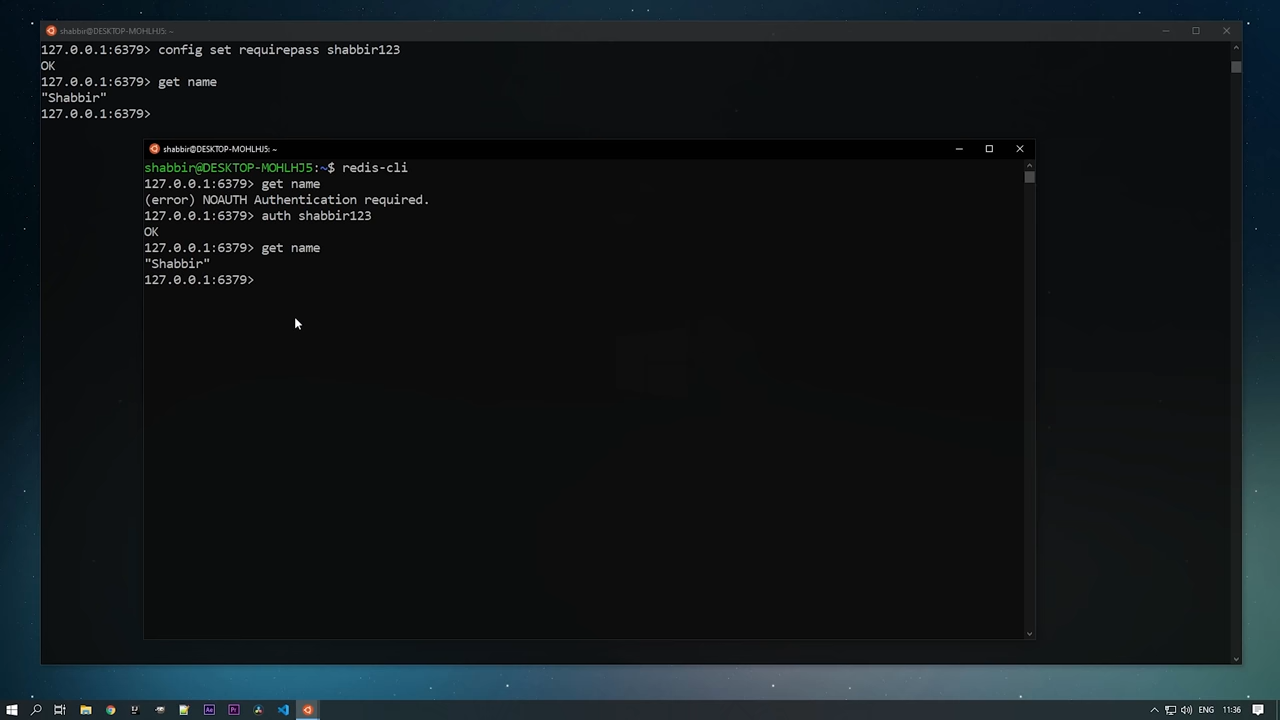 shabbir@DESKTOP-MOHLHJ5: ~
127.0.0.1:6379> config set requirepass shabbir123
OK
127.0.0.1:6379> get name
"Shabbir"
127.0.0.1:6379>
shabbir@DESKTOP-MOHLHJ5: ~
shabbir@DESKTOP-MOHLHJ5:~$ redis-cli
127.0.0.1:6379> get name
(error) NOAUTH Authentication required.
127.0.0.1:6379> auth shabbir123
OK
127.0.0.1:6379> get name
"Shabbir"
127.0.0.1:6379>
Ae Pr ENG 11:36